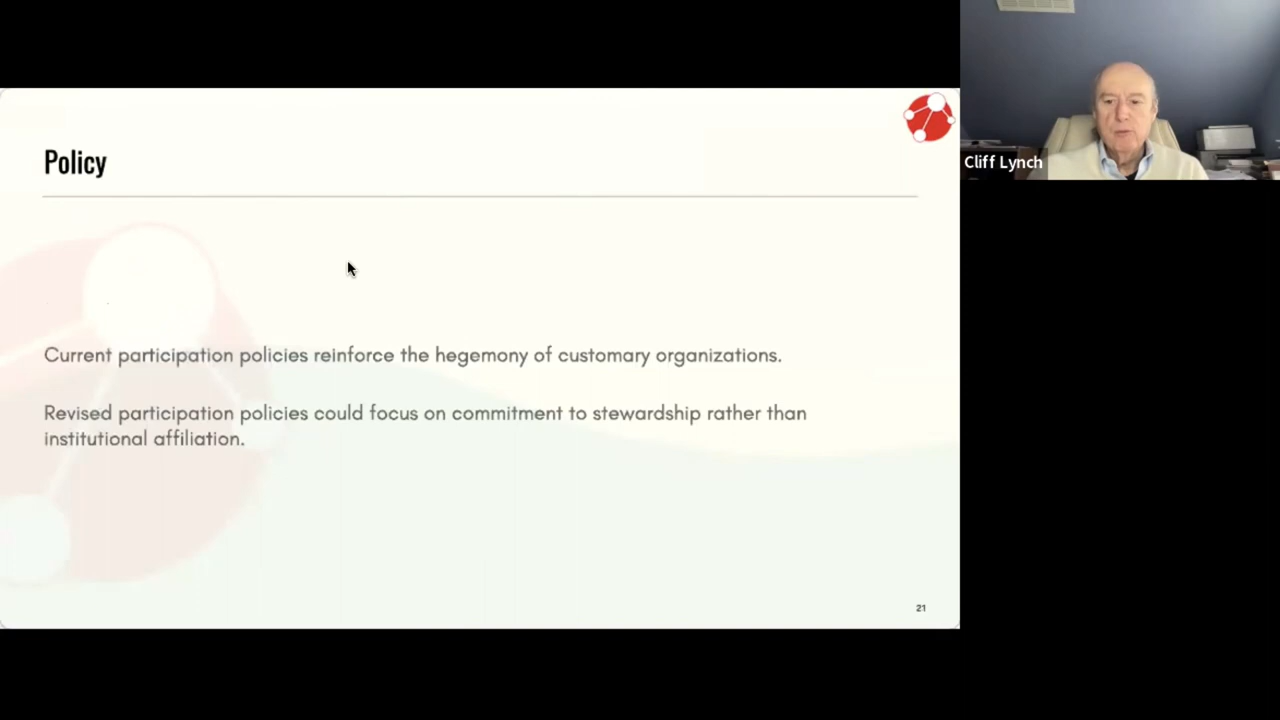 Policy
Current participation policies reinforce the hegemony of customary organizations.
Revised participation policies could focus on commitment to stewardship rather than
institutional affiliation.
21
Cliff Lynch